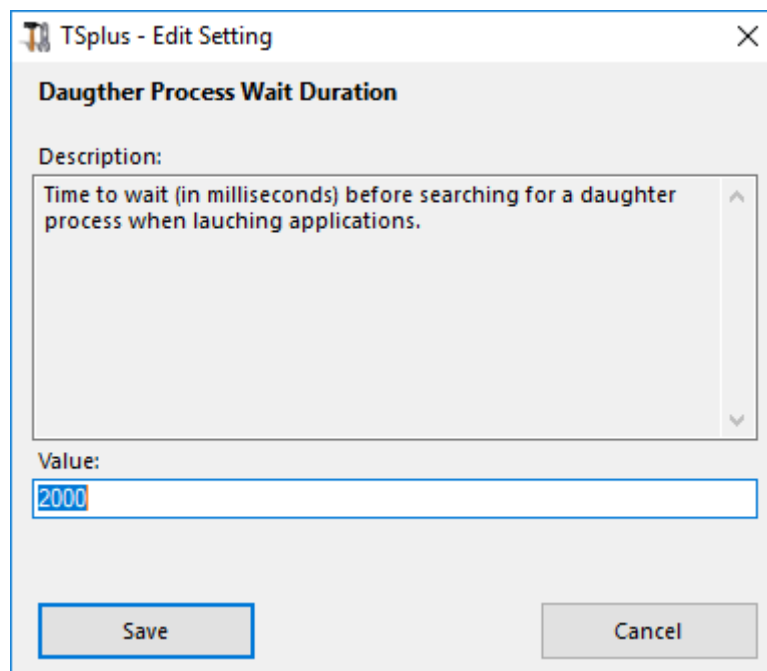 TSplus - Edit Setting
Daugther Process Wait Duration
Description:
Time to wait (in milliseconds) before searching for a daughter
process when lauching applications.
Value:
2000
Save
Cancel